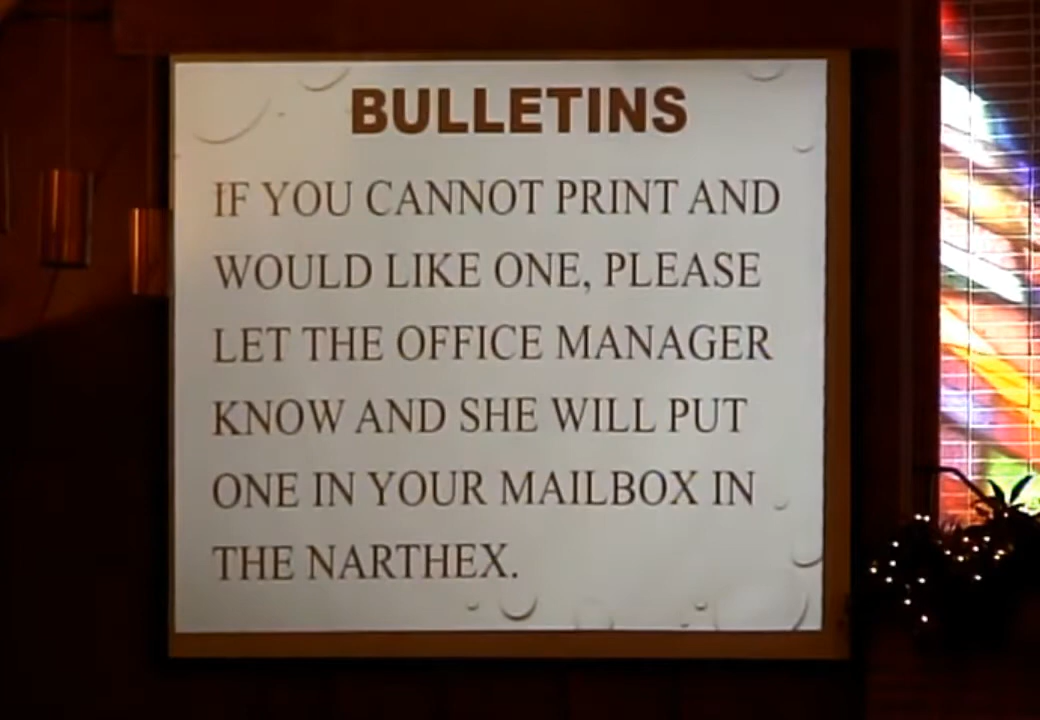 BULLETINS
IF YOU CANNOT PRINT AND
WOULD LIKE ONE, PLEASE
LET THE OFFICE MANAGER
KNOW AND SHE WILL PUT
ONE IN YOUR MAILBOX IN
THE NARTHEX.